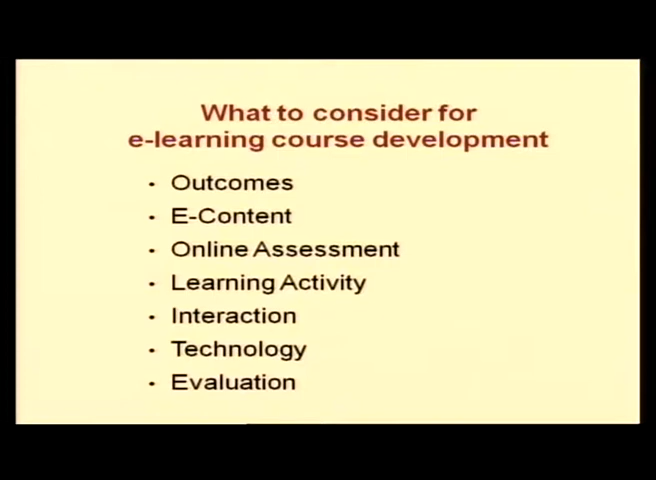 What to consider for
e-learning course development
• Outcomes
• E-Content
• Online Assessment
• Learning Activity
• Interaction
• Technology
• Evaluation